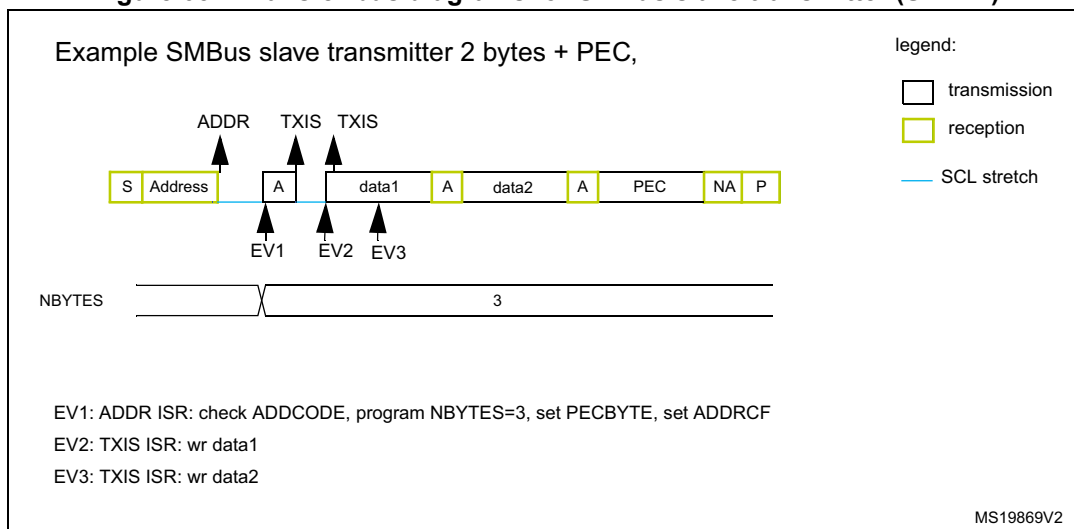 Example SMBus slave transmitter 2 bytes + PEC,
legend:
transmission
reception
SCL stretch
ADDR TXIS TXIS
S Address A data1 A data2 A PEC NA P
EV1 EV2 EV3
NBYTES 3
EV1: ADDR ISR: check ADDCODE, program NBYTES=3, set PECBYTE, set ADDRCF
EV2: TXIS ISR: wr data1
EV3: TXIS ISR: wr data2
MS19869V2